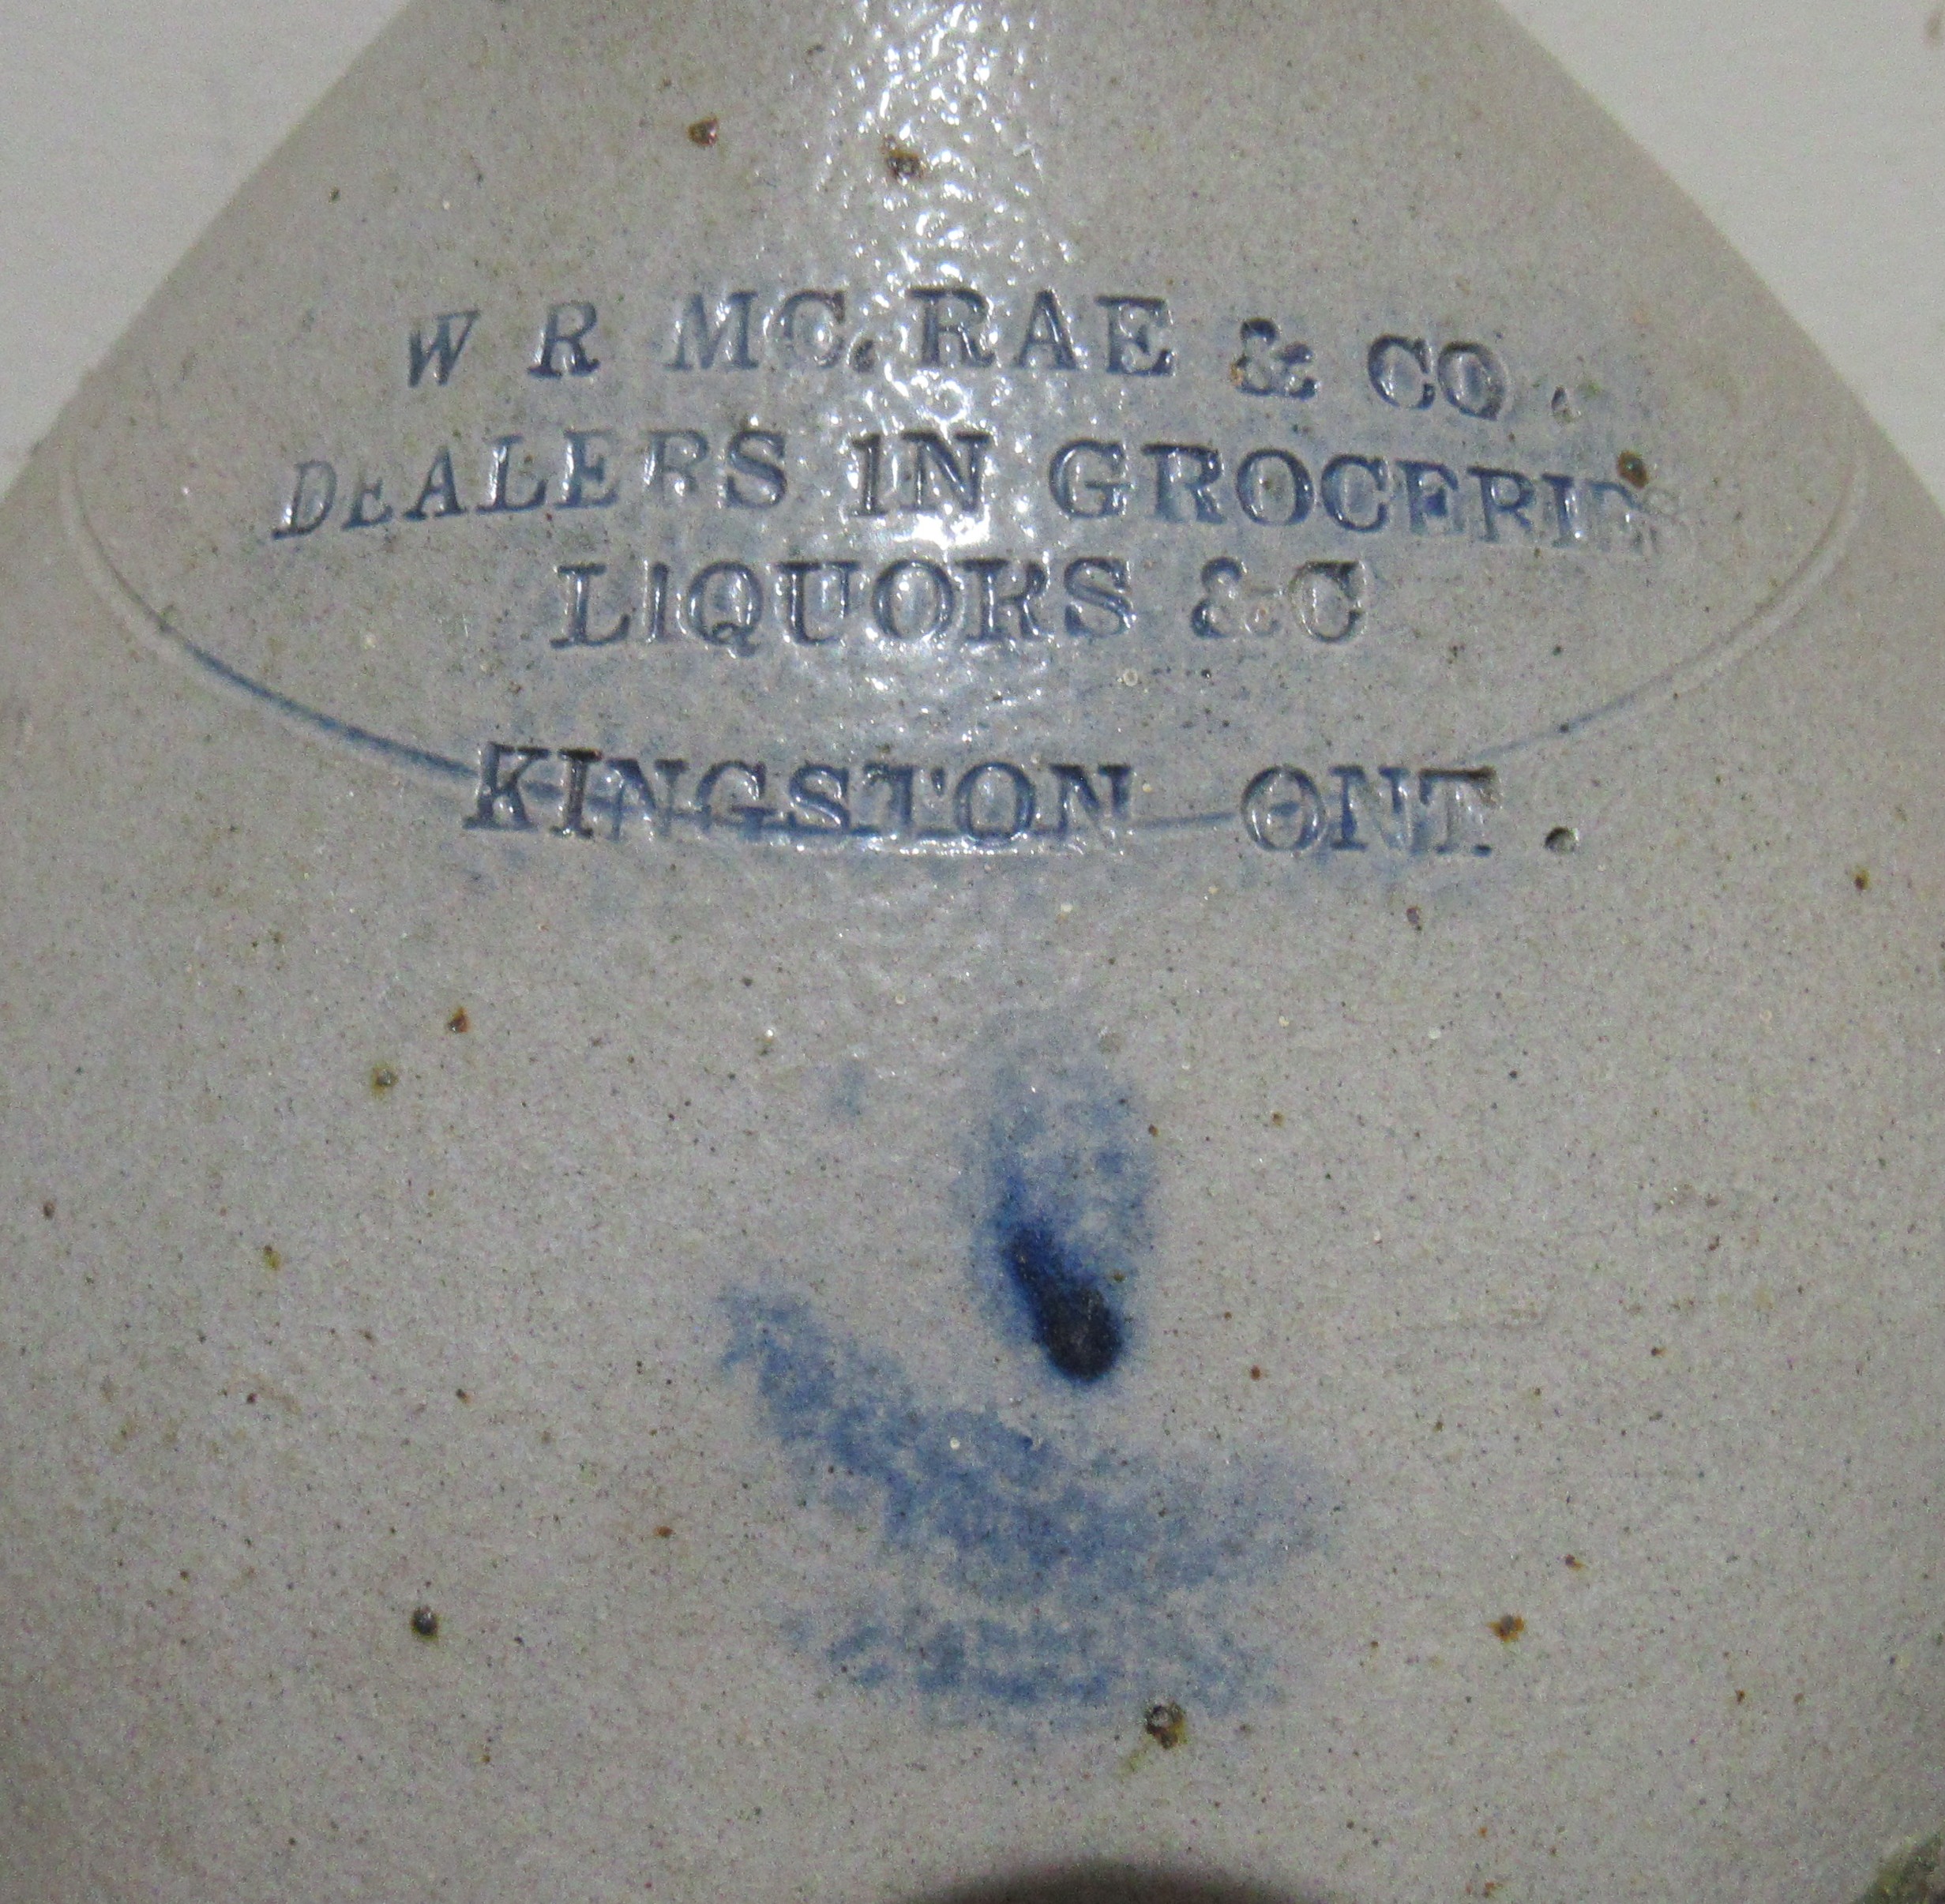 W R MC. RAE & CO.
DEALERS IN GROCERIES
LIQUORS &C
KINGSTON ONT.